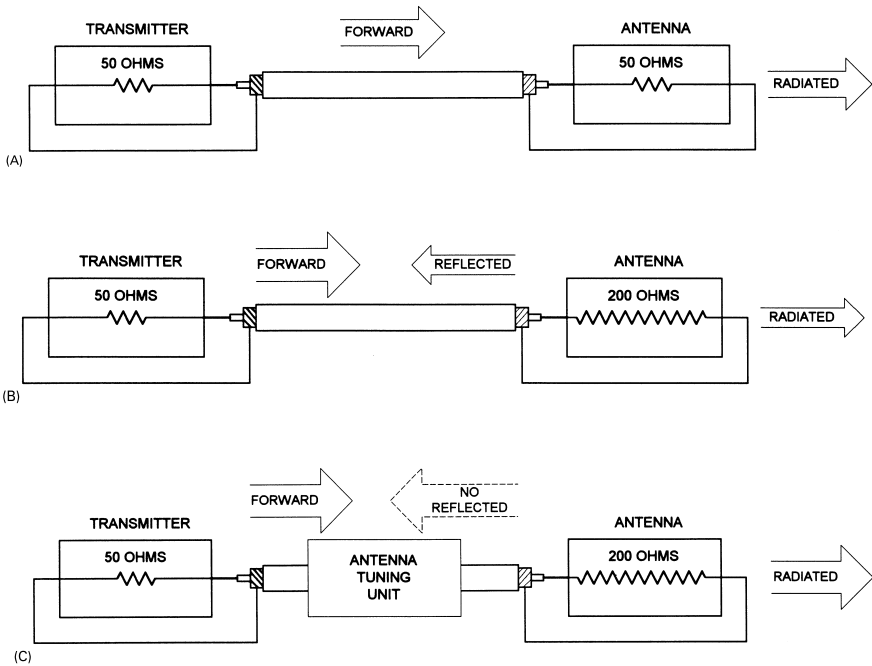 TRANSMITTER
FORWARD
ANTENNA
50 OHMS
50 OHMS
RADIATED
(A)
TRANSMITTER
FORWARD
REFLECTED
ANTENNA
50 OHMS
200 OHMS
RADIATED
(B)
FORWARD
NO
REFLECTED
TRANSMITTER
ANTENNA
50 OHMS
ANTENNA
TUNING
UNIT
200 OHMS
RADIATED
(C)